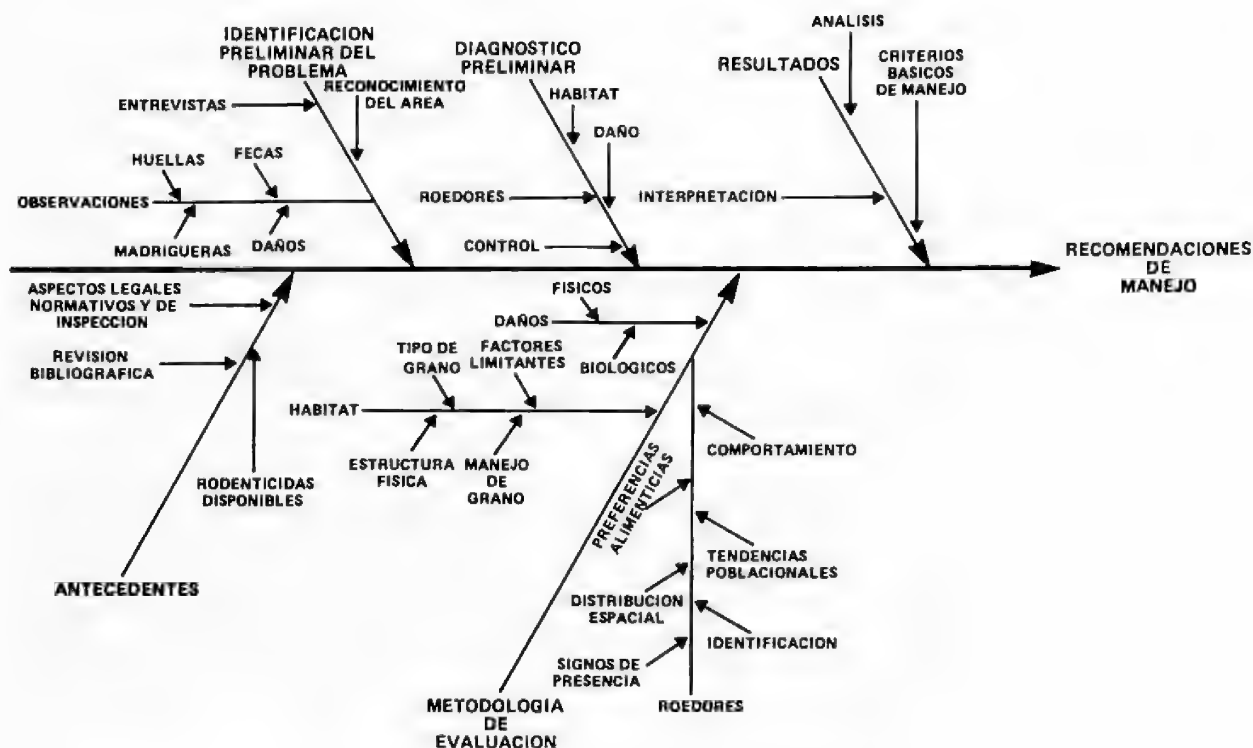 IDENTIFICACION
PRELIMINAR DEL
PROBLEMA
ENTREVISTAS
RECONOCIMIENTO
DEL AREA
HUELLAS
FECAS
OBSERVACIONES
MADRIGUERAS
DAÑOS
DIAGNOSTICO
PRELIMINAR
HABITAT
DAÑO
ROEDORES
CONTROL
RESULTADOS
ANALISIS
CRITERIOS
BASICOS
DE MANEJO
INTERPRETACION
RECOMENDACIONES
DE
MANEJO
ASPECTOS LEGALES
NORMATIVOS Y DE
INSPECCION
REVISION
BIBLIOGRAFICA
RODENTICIDAS
DISPONIBLES
ANTECEDENTES
FISICOS
DAÑOS
BIOLOGICOS
TIPO DE
GRANO
FACTORES
LIMITANTES
HABITAT
ESTRUCTURA
FISICA
MANEJO
DE
GRANO
PREFERENCIAS
ALIMENTICIAS
COMPORTAMIENTO
TENDENCIAS
POBLACIONALES
DISTRIBUCION
ESPACIAL
IDENTIFICACION
SIGNOS DE
PRESENCIA
ROEDORES
METODOLOGIA
DE
EVALUACION